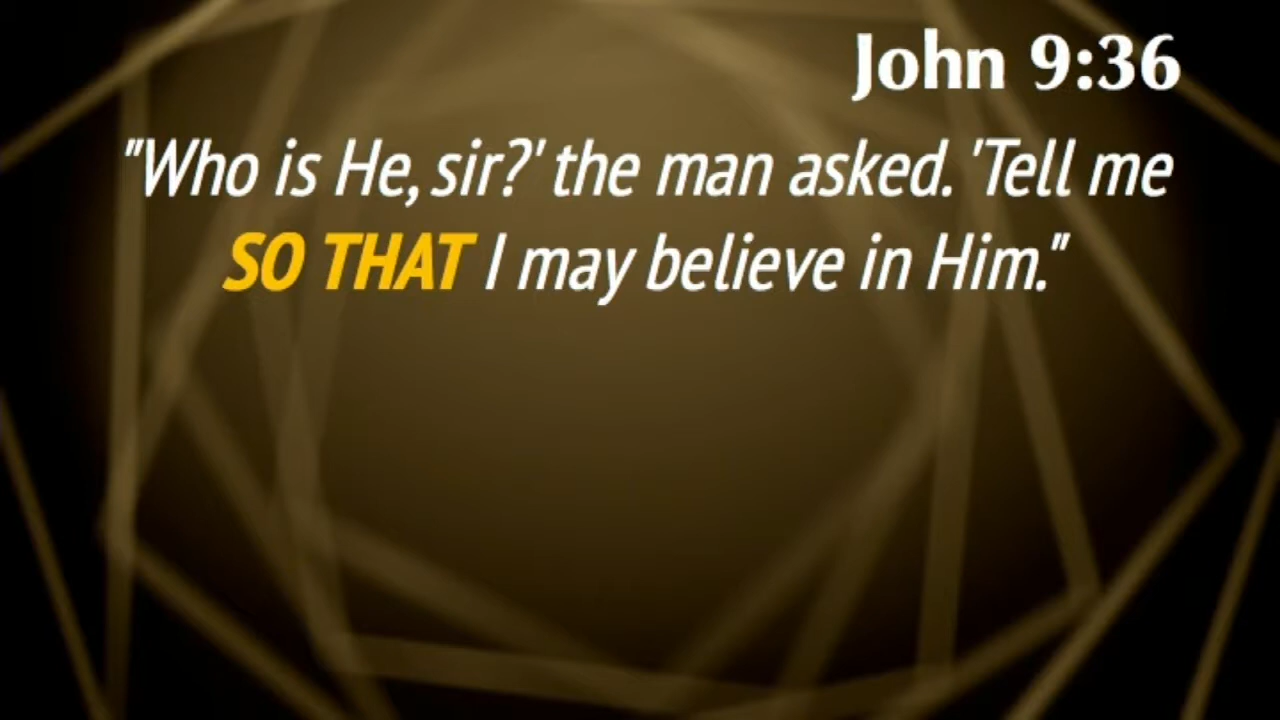 John 9:36
"Who is He, sir?' the man asked. 'Tell me
SO THAT I may believe in Him."